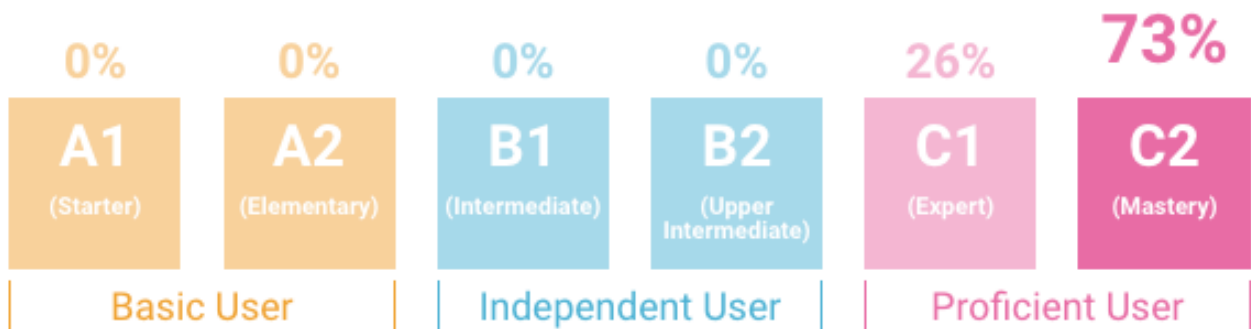 0% 0% 0% 0% 26% 73%
A1 A2 B1 B2 C1 C2
(Starter) (Elementary) (Intermediate) (Upper Intermediate) (Expert) (Mastery)
Basic User Independent User Proficient User